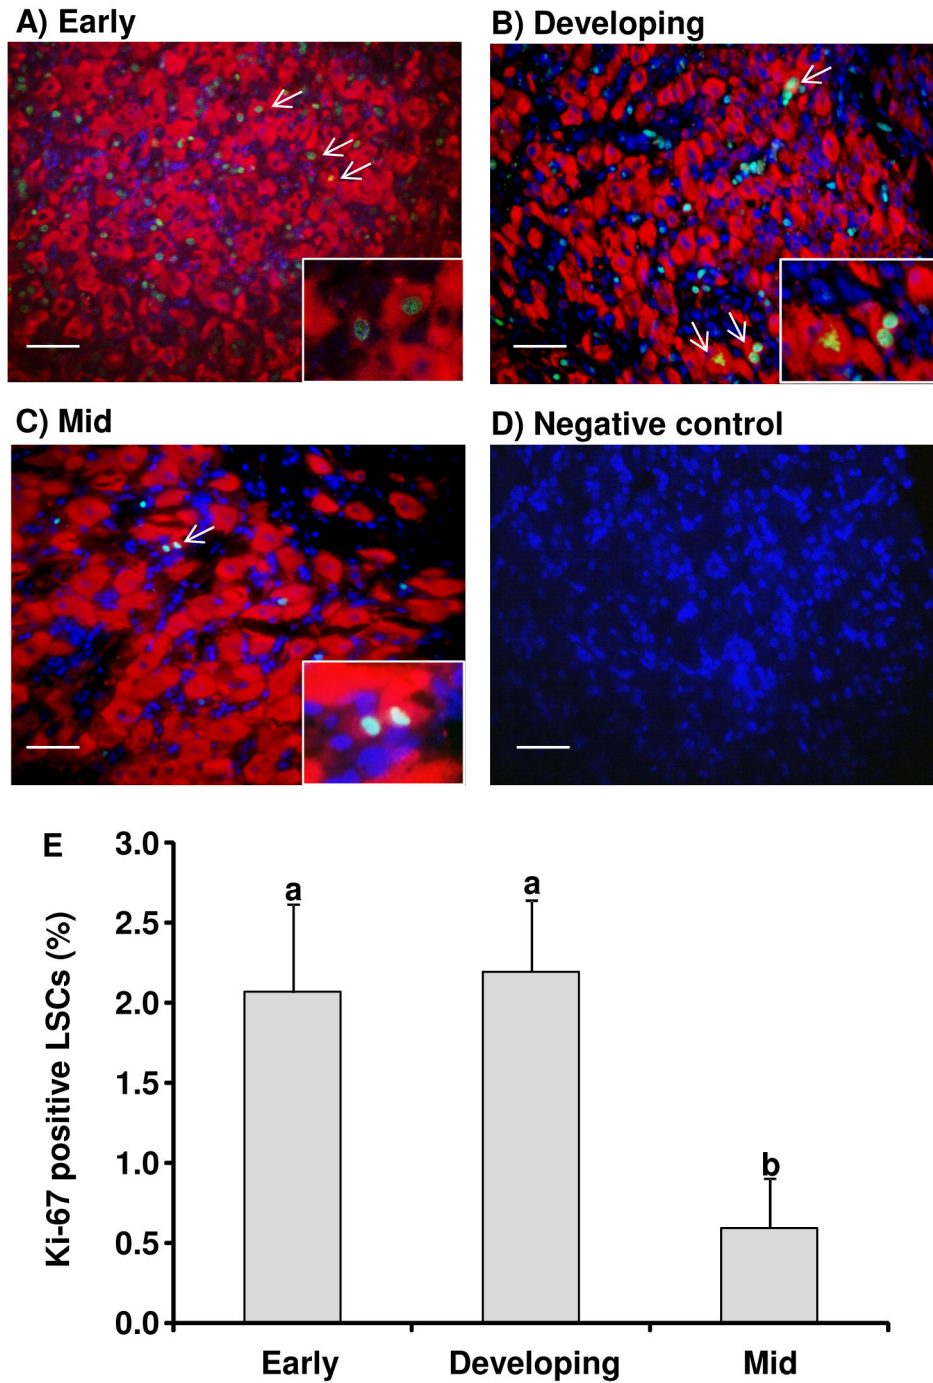 A) Early
B) Developing
C) Mid
D) Negative control
E
Ki-67 positive LSCs (%)
3.0
2.5
2.0
1.5
1.0
0.5
0.0
a
a
b
Early
Developing
Mid